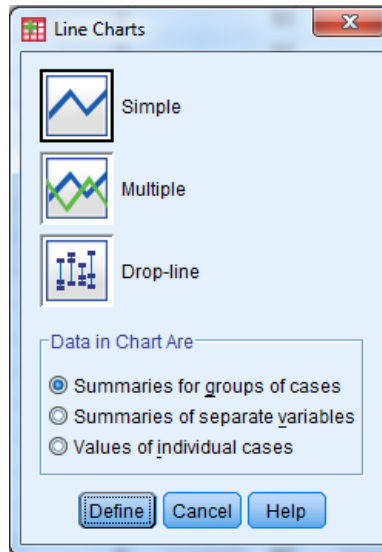 Line Charts
Simple
Multiple
Drop-line
Data in Chart Are
Summaries for groups of cases
Summaries of separate variables
Values of individual cases
Define Cancel Help